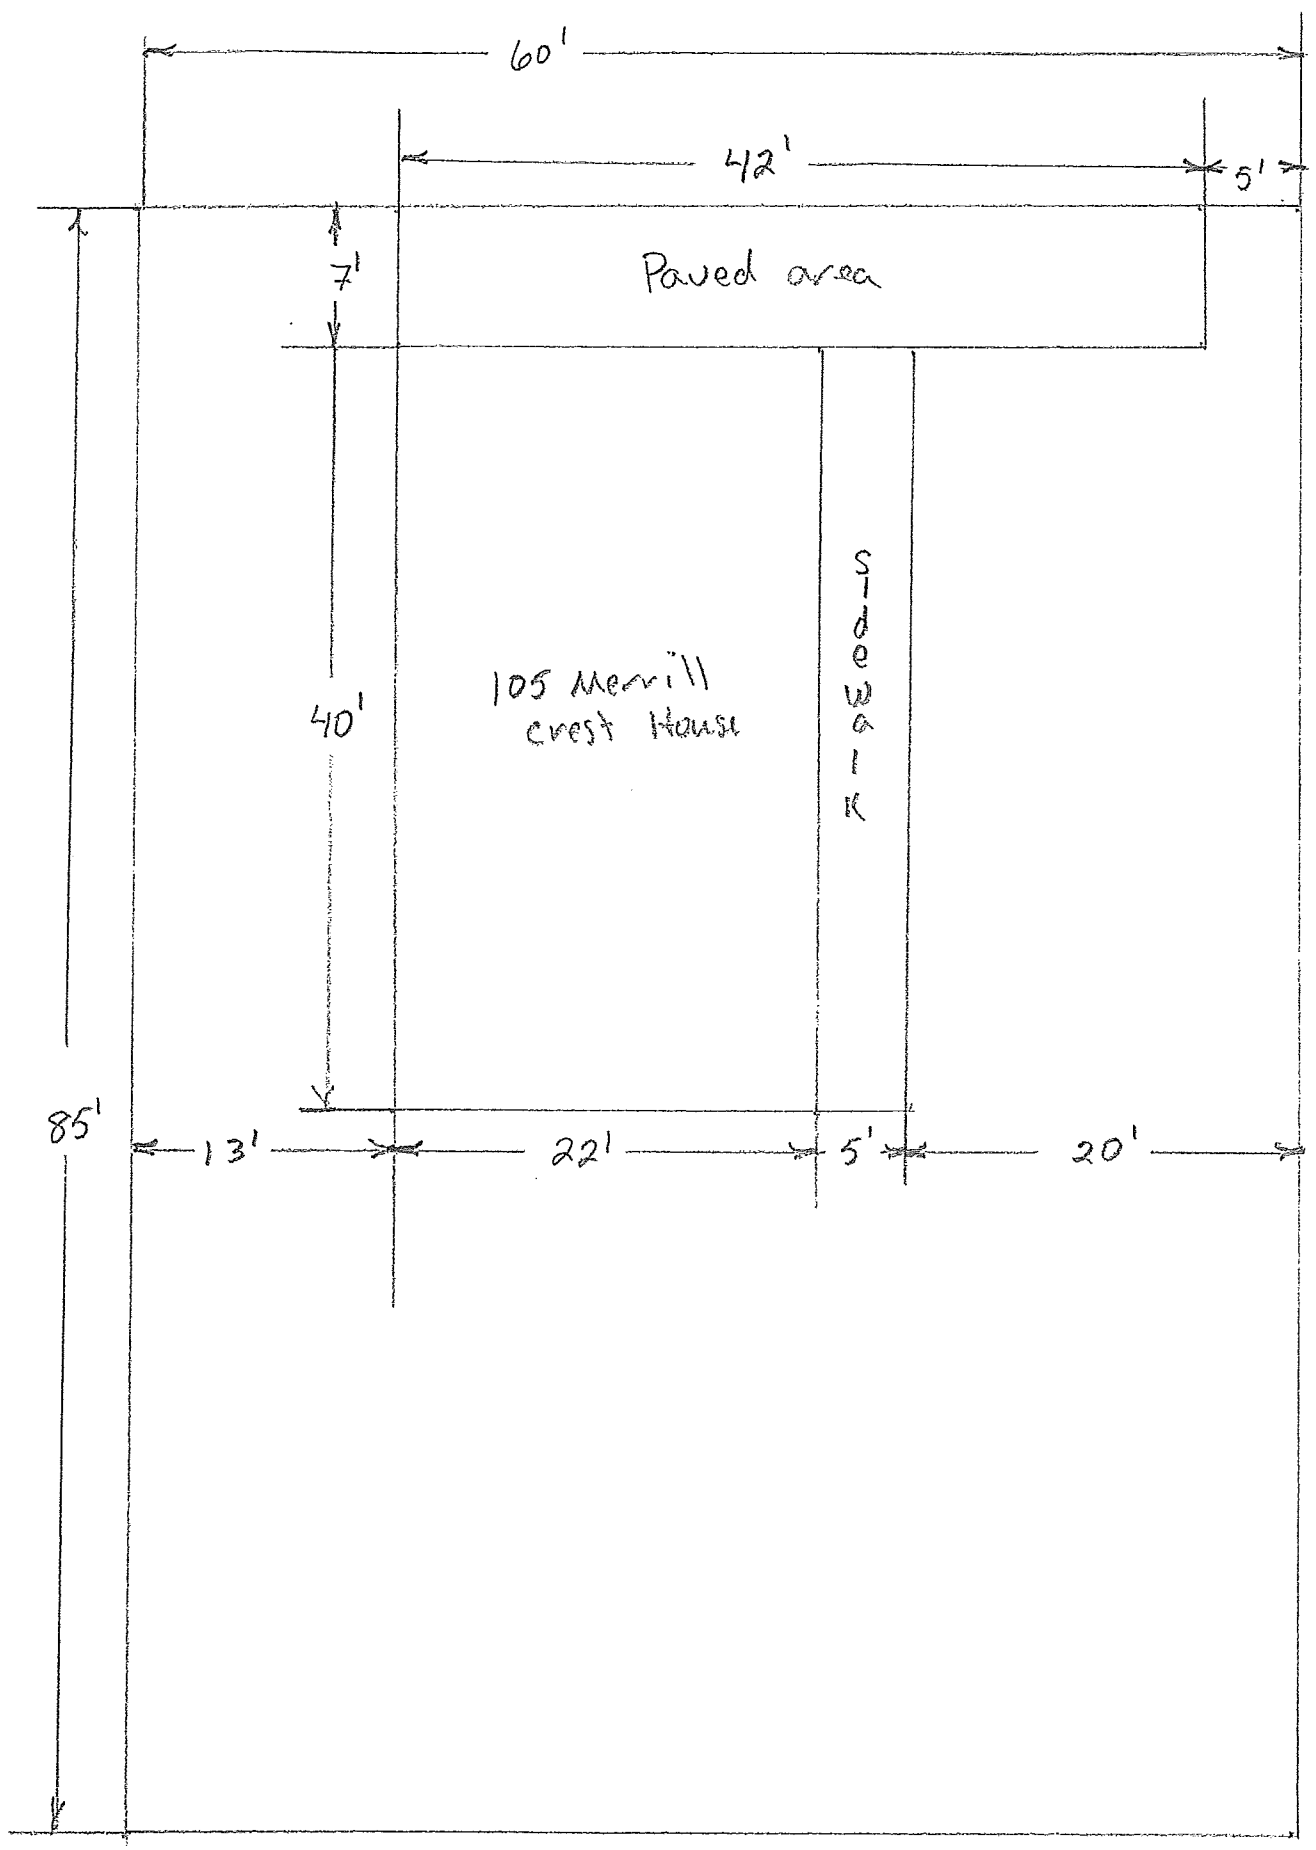 60'
42'
5'
7'
Paved area
Sidewalk
105 Merrill
crest House
40'
85'
13'
22'
5'
20'